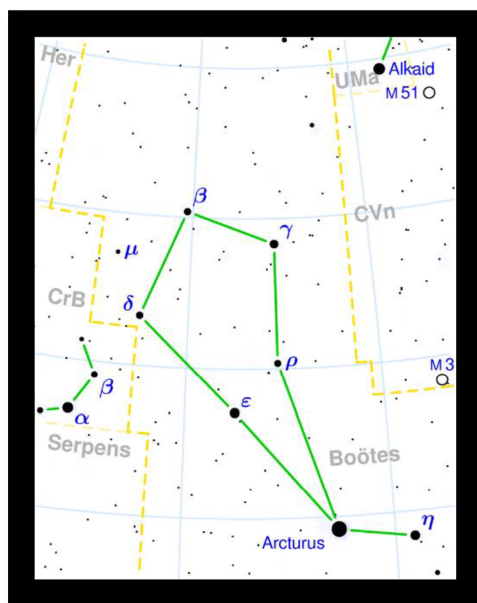 Her
UMa
Alkaid
M 51
β
γ
CVn
μ
δ
CrB
β
α
ρ
M 3
ε
Serpens
Boötes
Arcturus
η